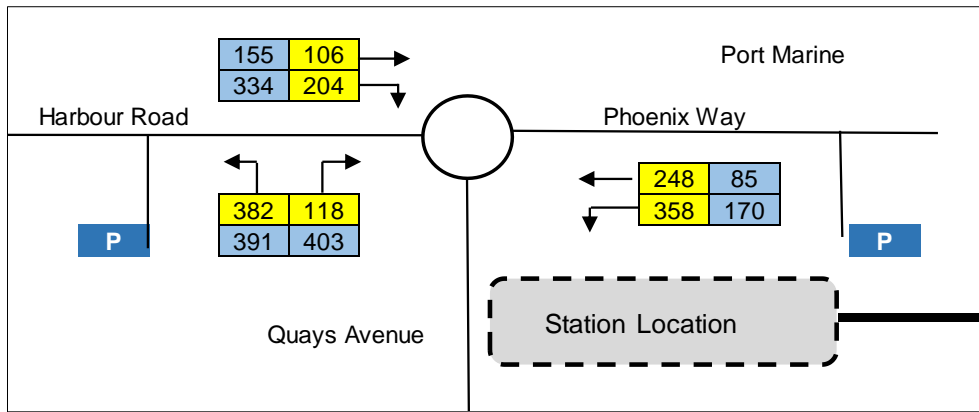 155 106
334 204
Port Marine
Harbour Road
Phoenix Way
248 85
358 170
382 118
391 403
P
P
Station Location
Quays Avenue